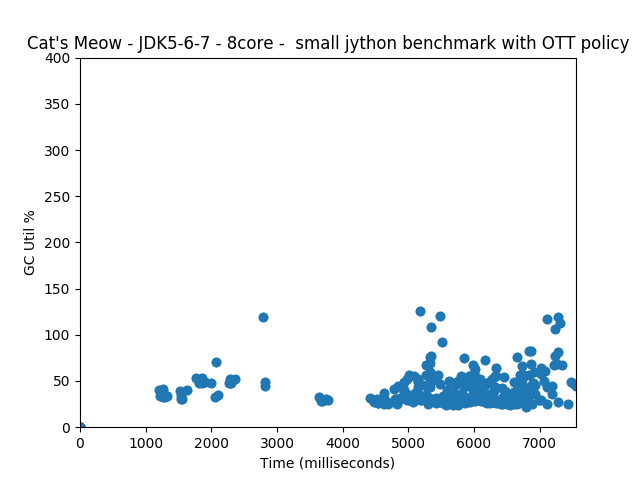 Cat's Meow - JDK5-6-7 - 8core -  small jython benchmark with OTT policy
400
350
300
250
200
150
100
50
0
GC Util %
0 1000 2000 3000 4000 5000 6000 7000
Time (milliseconds)